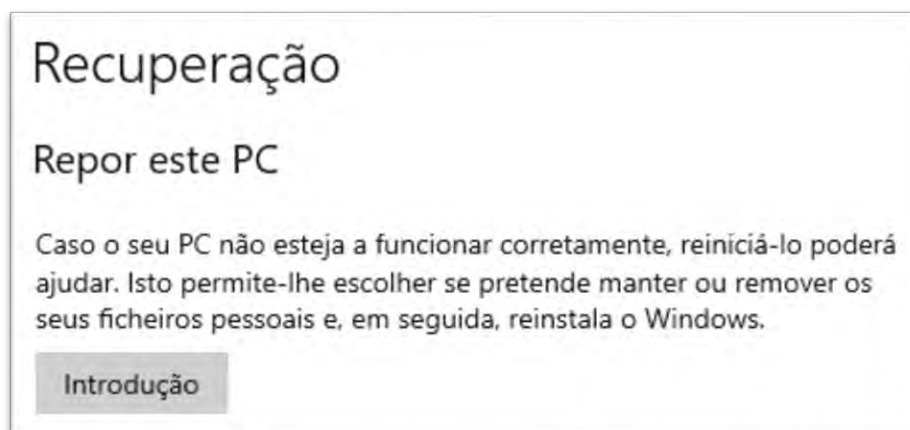 Recuperação
Repor este PC
Caso o seu PC não esteja a funcionar corretamente, reiniciá-lo poderá
ajudar. Isto permite-lhe escolher se pretende manter ou remover os
seus ficheiros pessoais e, em seguida, reinstala o Windows.
Introdução